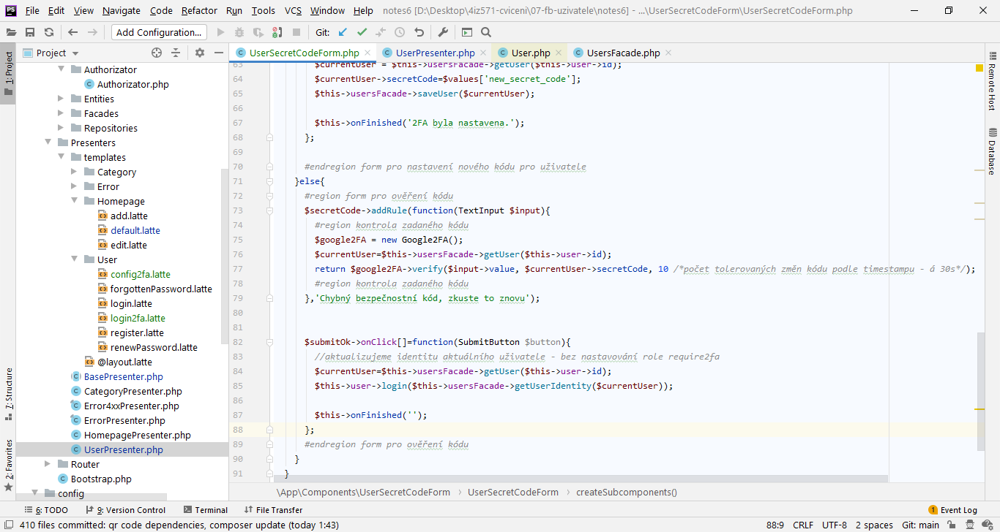 PS File Edit View Navigate Code Refactor Run Tools VCS Window Help notes6 [D:\Desktop\4iz571-cviceni\07-fb-uzivatele\notes6] - ...\UserSecretCodeForm\UserSecretCodeForm.php
Add Configuration... Git:
1: Project
7: Structure
2: Favorites
Project
Authorizator
Authorizator.php
Entities
Facades
Repositories
Presenters
templates
Category
Error
Homepage
add.latte
default.latte
edit.latte
User
config2fa.latte
forgottenPassword.latte
login.latte
login2fa.latte
register.latte
renewPassword.latte
@layout.latte
BasePresenter.php
CategoryPresenter.php
Error4xxPresenter.php
ErrorPresenter.php
HomepagePresenter.php
UserPresenter.php
Router
Bootstrap.php
config
UserSecretCodeForm.php UserPresenter.php User.php UsersFacade.php
63 $currentUser = $this->usersFacade->getUser($this->user->id);
64 $currentUser->secretCode=$values['new_secret_code'];
65 $this->usersFacade->saveUser($currentUser);
66
67 $this->onFinished('2FA byla nastavena.');
68 };
69
70 #endregion form pro nastavení nového kódu pro uživatele
71 }else{
72 #region form pro ověření kódu
73 $secretCode->addRule(function(TextInput $input){
74 #region kontrola zadaného kódu
75 $google2FA = new Google2FA();
76 $currentUser=$this->usersFacade->getUser($this->user->id);
77 return $google2FA->verify($input->value, $currentUser->secretCode, 10 /*počet tolerovaných změn kódu podle timestampu - á 30s*/);
78 #region kontrola zadaného kódu
79 },'Chybný bezpečnostní kód, zkuste to znovu');
80
81
82 $submitOk->onClick[]=function(SubmitButton $button){
83 //aktualizujeme identitu aktuálního uživatele - bez nastavování role require2fa
84 $currentUser=$this->usersFacade->getUser($this->user->id);
85 $this->user->login($this->usersFacade->getUserIdentity($currentUser));
86
87 $this->onFinished('');
88 };
89 #endregion form pro ověření kódu
90 }
91 }
\App\Components\UserSecretCodeForm › UserSecretCodeForm › createSubcomponents()
Remote Host
Database
6: TODO 9: Version Control Terminal File Transfer 1 Event Log
410 files committed: qr code dependencies, composer update (today 1:43) 88:9 CRLF UTF-8 2 spaces Git: main